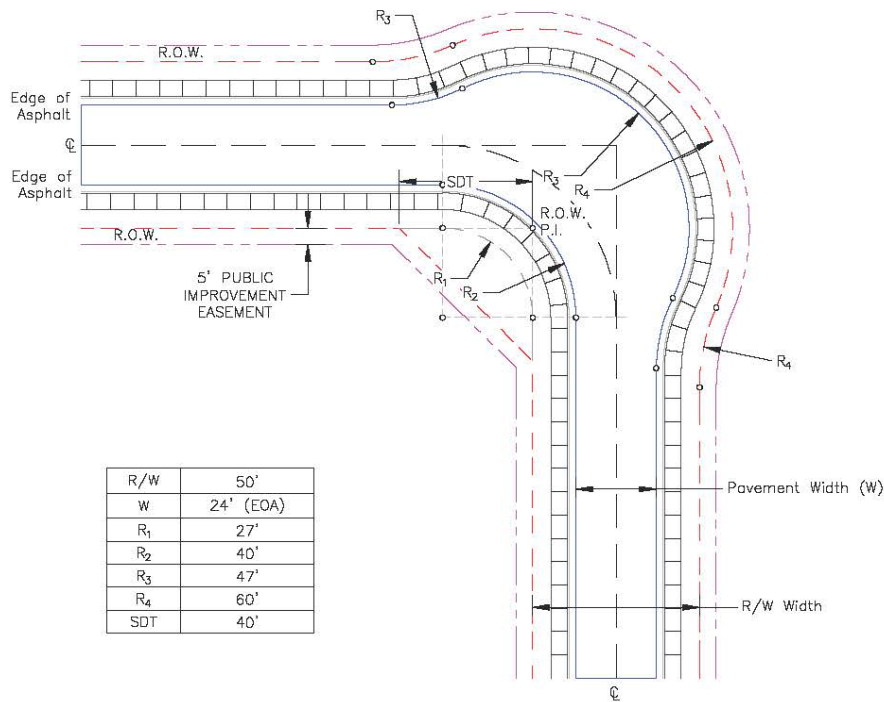 R3
R.O.W.
Edge of
Asphalt
℄
Edge of
Asphalt
SDT
R3
R4
R.O.W.
P.I.
R.O.W.
5' PUBLIC
IMPROVEMENT
EASEMENT
R1
R2
R4
R/W 50'
W 24' (EOA)
R1 27'
R2 40'
R3 47'
R4 60'
SDT 40'
Pavement Width (W)
R/W Width
℄